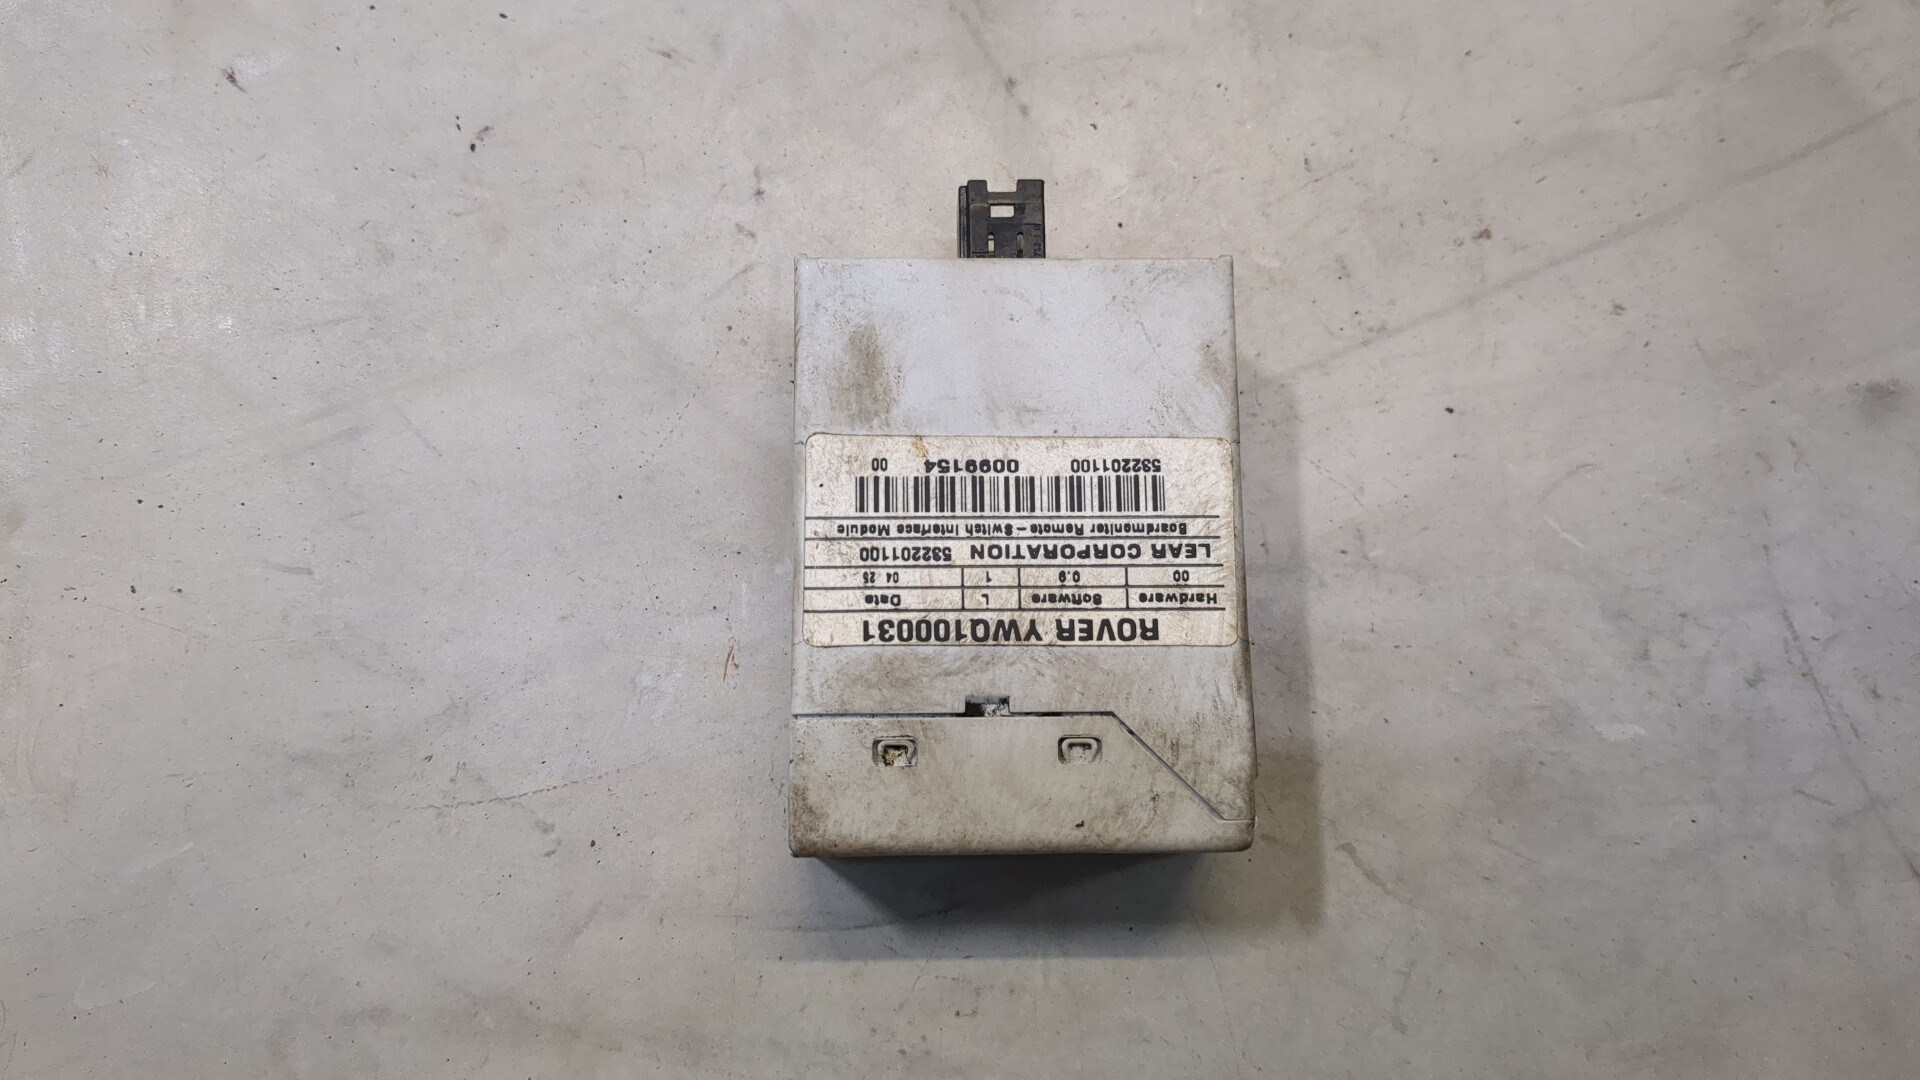 ROVER YWQ100031
Hardware Software L Date
00 0.9 1 04 25
LEAR CORPORATION 532201100
Boardmoniter Remote-Switch Interface Module
532201100 0099154 00